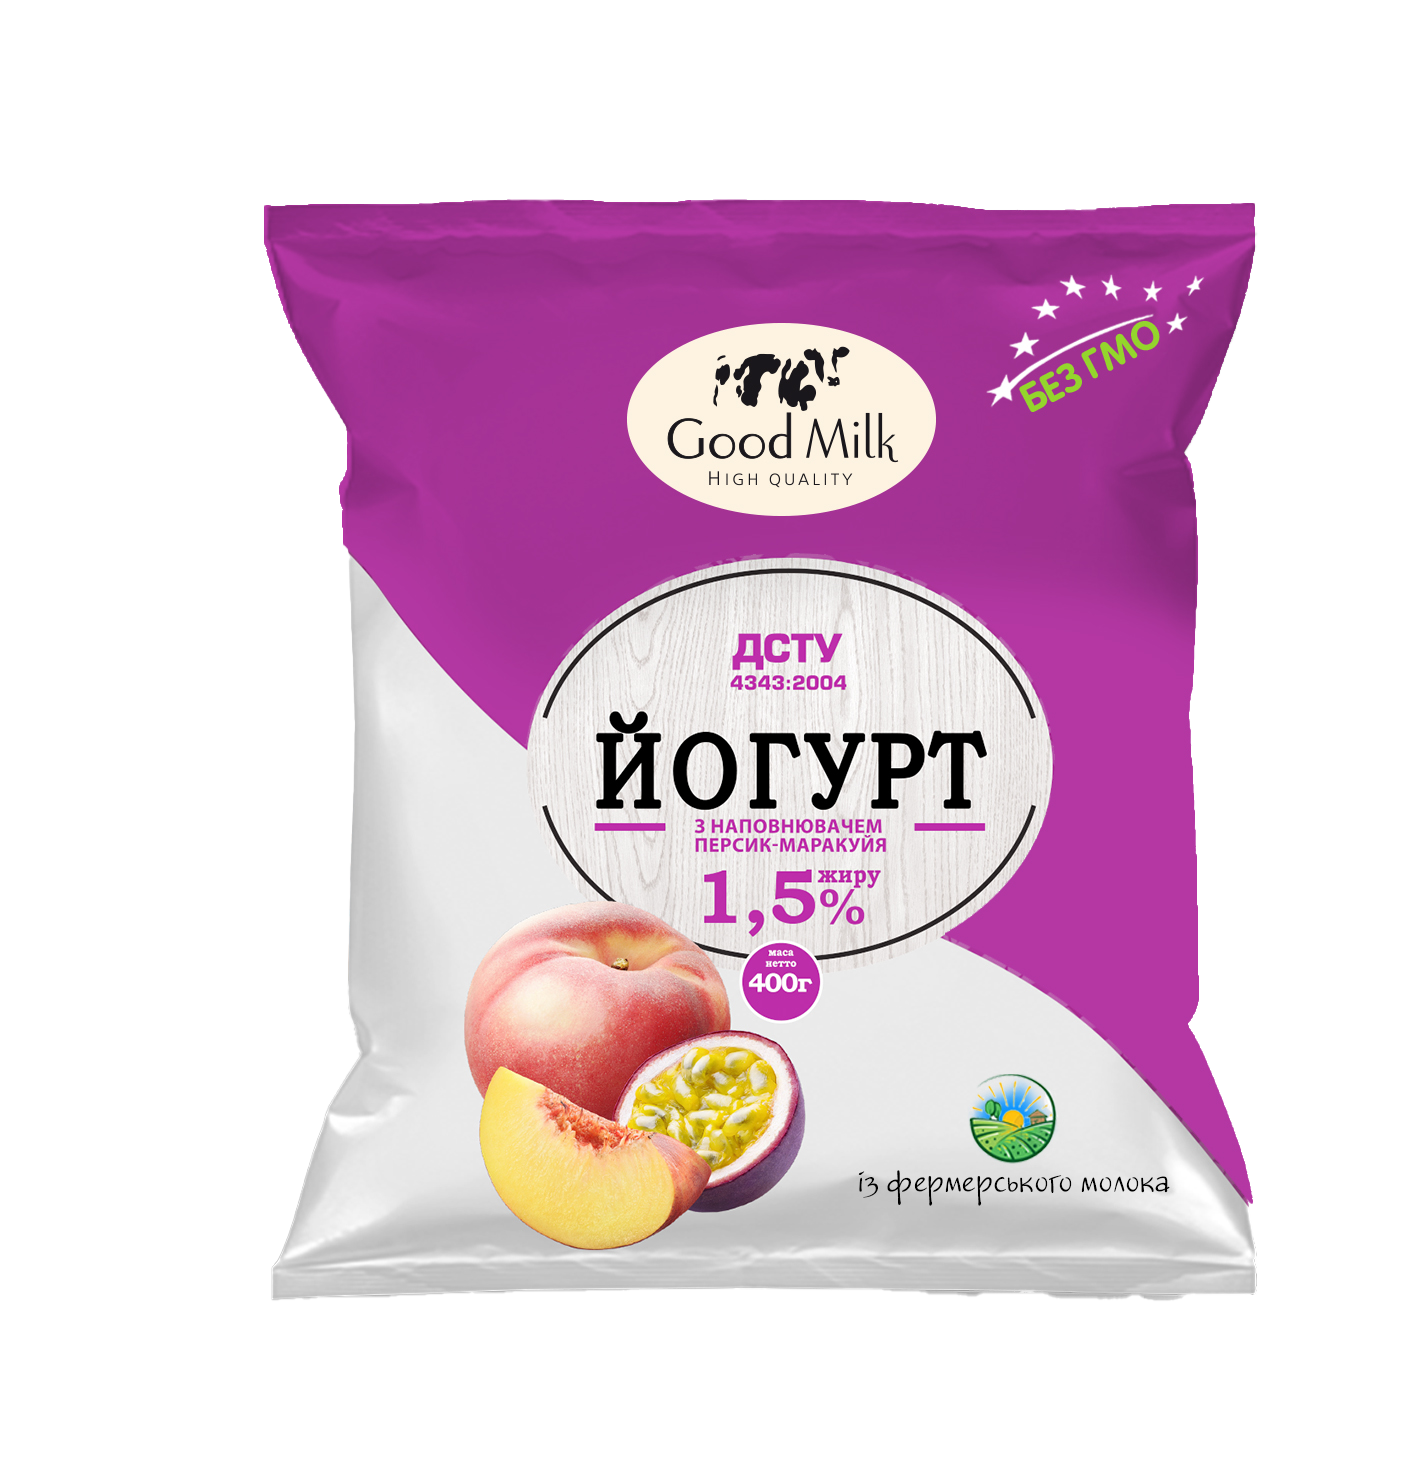 БЕЗ ГМО
Good Milk
HIGH QUALITY
ДСТУ
4343:2004
ЙОГУРТ
З НАПОВНЮВАЧЕМ
ПЕРСИК-МАРАКУЙЯ
1,5% жиру
маса
нетто
400г
із фермерського молока